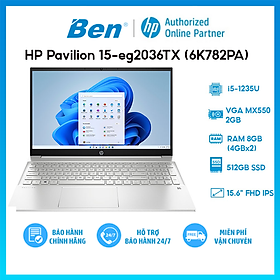 Ben
hp
Authorized
Online Partner
HP Pavilion 15-eg2036TX (6K782PA)
i5-1235U
VGA MX550
2GB
RAM 8GB
(4GBx2)
512GB SSD
15.6" FHD IPS
BẢO HÀNH
CHÍNH HÃNG
HỖ TRỢ
BẢO HÀNH 24/7
MIỄN PHÍ
VẬN CHUYỂN